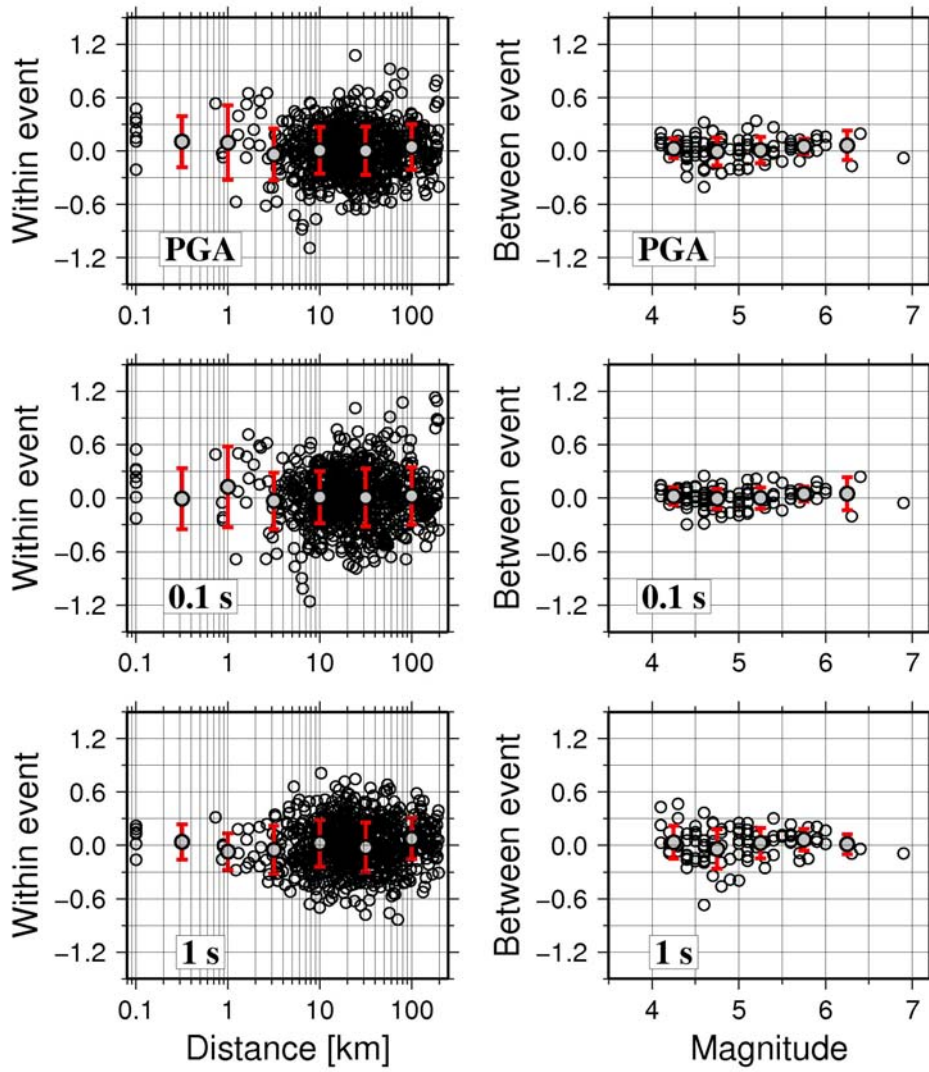 1.2
0.6
0.0
−0.6
−1.2
Within event
PGA
0.1 1 10 100
1.2
0.6
0.0
−0.6
−1.2
Between event
PGA
4 5 6 7
1.2
0.6
0.0
−0.6
−1.2
Within event
0.1 s
0.1 1 10 100
1.2
0.6
0.0
−0.6
−1.2
Between event
0.1 s
4 5 6 7
1.2
0.6
0.0
−0.6
−1.2
Within event
1 s
0.1 1 10 100
Distance [km]
1.2
0.6
0.0
−0.6
−1.2
Between event
1 s
4 5 6 7
Magnitude